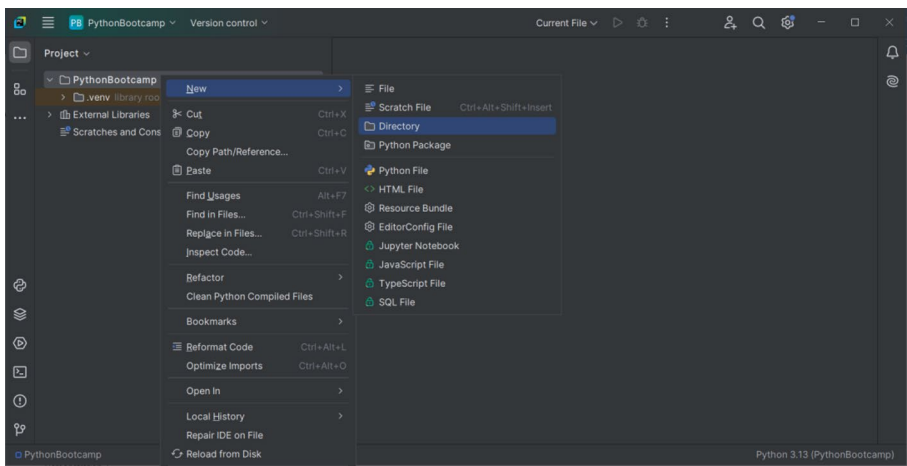 PB PythonBootcamp Version control Current File
Project
PythonBootcamp
.venv library roo
External Libraries
Scratches and Cons
New
Cut Ctrl+X
Copy Ctrl+C
Copy Path/Reference...
Paste Ctrl+V
Find Usages Alt+F7
Find in Files... Ctrl+Shift+F
Replace in Files... Ctrl+Shift+R
Inspect Code...
Refactor
Clean Python Compiled Files
Bookmarks
Reformat Code Ctrl+Alt+L
Optimize Imports Ctrl+Alt+O
Open In
Local History
Repair IDE on File
Reload from Disk
File
Scratch File Ctrl+Alt+Shift+Insert
Directory
Python Package
Python File
HTML File
Resource Bundle
EditorConfig File
Jupyter Notebook
JavaScript File
TypeScript File
SQL File
PythonBootcamp Python 3.13 (PythonBootcamp)